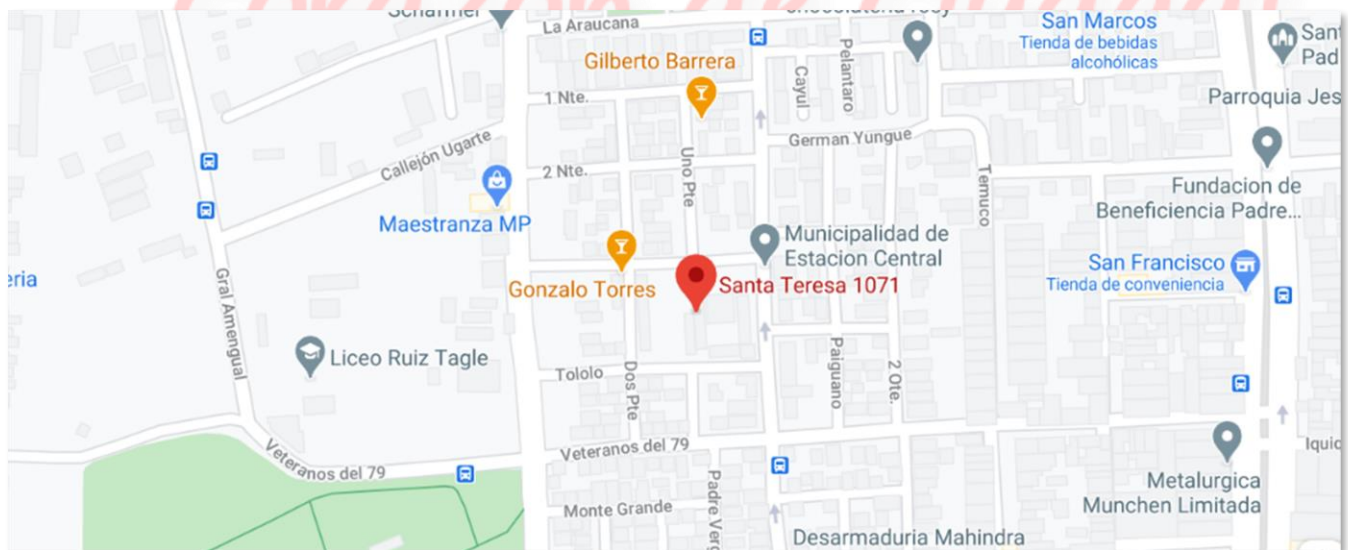 La Araucana
San Marcos
Tienda de bebidas
alcohólicas
Gilberto Barrera
Pelantaro
Cayul
1 Nte.
Parroquia Jes
German Yungue
Callejón Ugarte
Uno Pte
2 Nte.
Temuco
Maestranza MP
Fundacion de
Beneficiencia Padre...
Municipalidad de
Estacion Central
San Francisco
Tienda de conveniencia
Gonzalo Torres
Santa Teresa 1071
Gral Amengual
Liceo Ruiz Tagle
Tololo
Dos Pte
Paiguano
2 Ote.
Veteranos del 79
Veteranos del 79
Metalurgica
Munchen Limitada
Monte Grande
Desarmaduria Mahindra